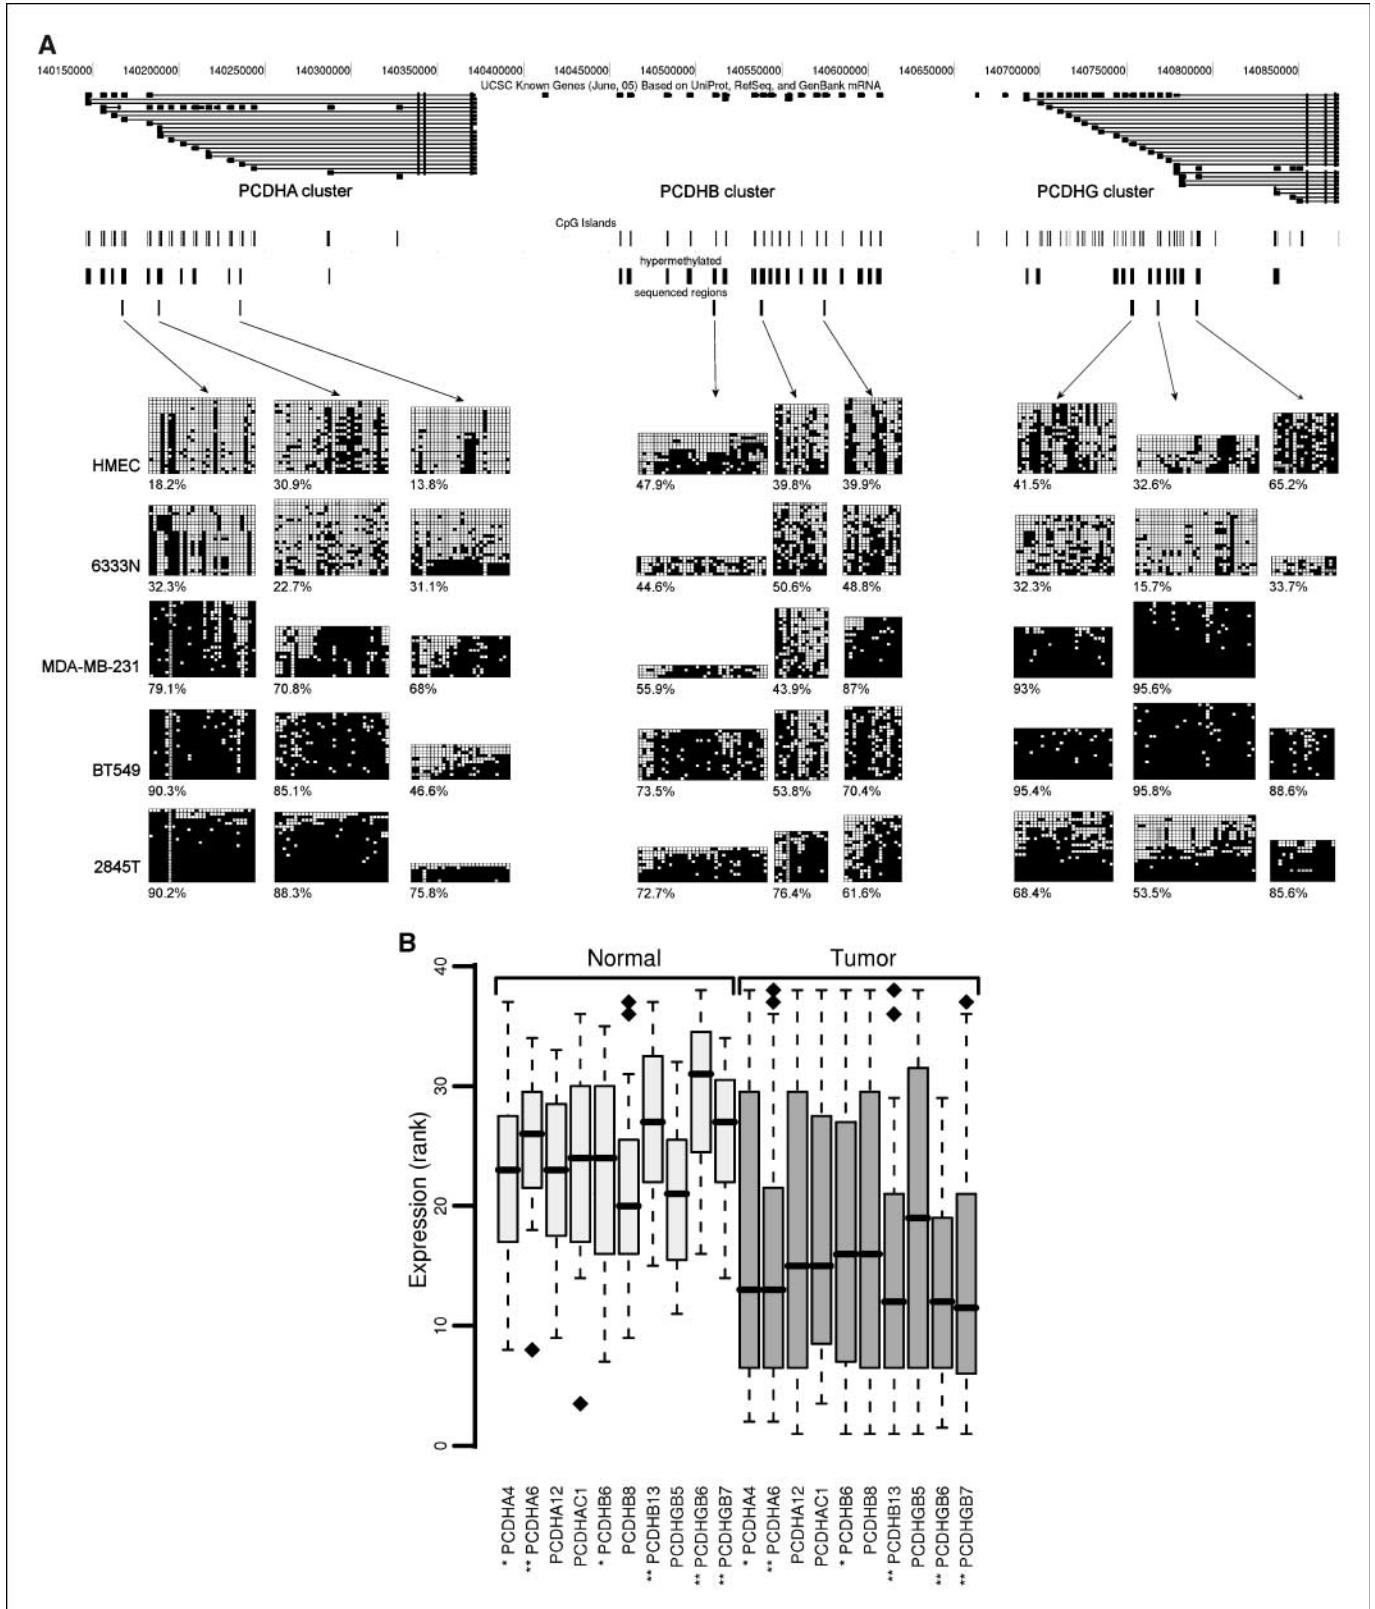 A
140150000 140200000 140250000 140300000 140350000 140400000 140450000 140500000 140550000 140600000 140650000 140700000 140750000 140800000 140850000
UCSC Known Genes (June, 05) Based on UniProt, RefSeq, and GenBank mRNA
PCDHA cluster PCDHB cluster PCDHG cluster
CpG Islands
hypermethylated
sequenced regions
HMEC
18.2% 30.9% 13.8% 47.9% 39.8% 39.9% 41.5% 32.6% 65.2%
6333N
32.3% 22.7% 31.1% 44.6% 50.6% 48.8% 32.3% 15.7% 33.7%
MDA-MB-231
79.1% 70.8% 68% 55.9% 43.9% 87% 93% 95.6%
BT549
90.3% 85.1% 46.6% 73.5% 53.8% 70.4% 95.4% 95.8% 88.6%
2845T
90.2% 88.3% 75.8% 72.7% 76.4% 61.6% 68.4% 53.5% 85.6%
B
Normal Tumor
Expression (rank)
40
30
20
10
0
* PCDHA4
** PCDHA6
PCDHA12
PCDHAC1
* PCDHB6
PCDHB8
** PCDHB13
PCDHGB5
** PCDHGB6
** PCDHGB7
* PCDHA4
** PCDHA6
PCDHA12
PCDHAC1
* PCDHB6
PCDHB8
** PCDHB13
PCDHGB5
** PCDHGB6
** PCDHGB7